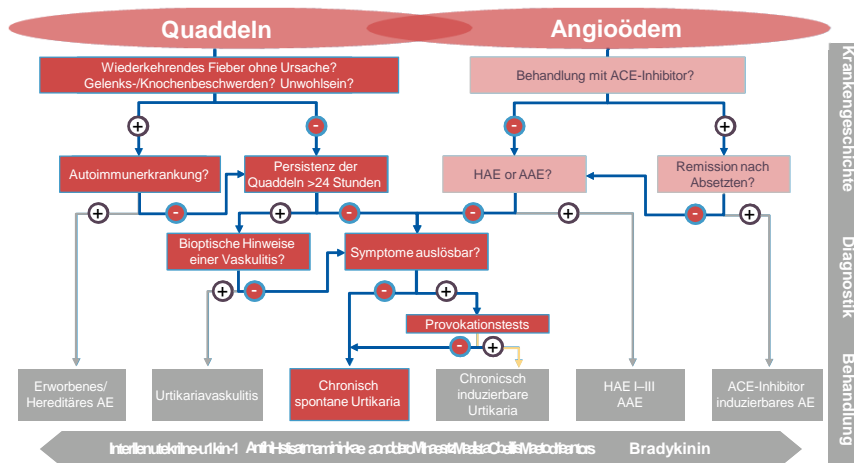 Quaddeln
Angioödem
Wiederkehrendes Fieber ohne Ursache?
Gelenks-/Knochenbeschwerden? Unwohlsein?
Behandlung mit ACE-Inhibitor?
Krankengeschichte
+
-
-
+
Autoimmunerkrankung?
Persistenz der
Quaddeln >24 Stunden
HAE or AAE?
Remission nach
Absetzten?
+
-
+
-
-
+
-
+
Bioptische Hinweise
einer Vaskulitis?
Symptome auslösbar?
Diagnostik
+
-
-
+
Provokationstests
-
+
Behandlung
Erworbenes/
Hereditäres AE
Urtikariavaskulitis
Chronisch
spontane Urtikaria
Chronicsch
induzierbare
Urtikaria
HAE I–III
AAE
ACE-Inhibitor
induzierbares AE
Bradykinin